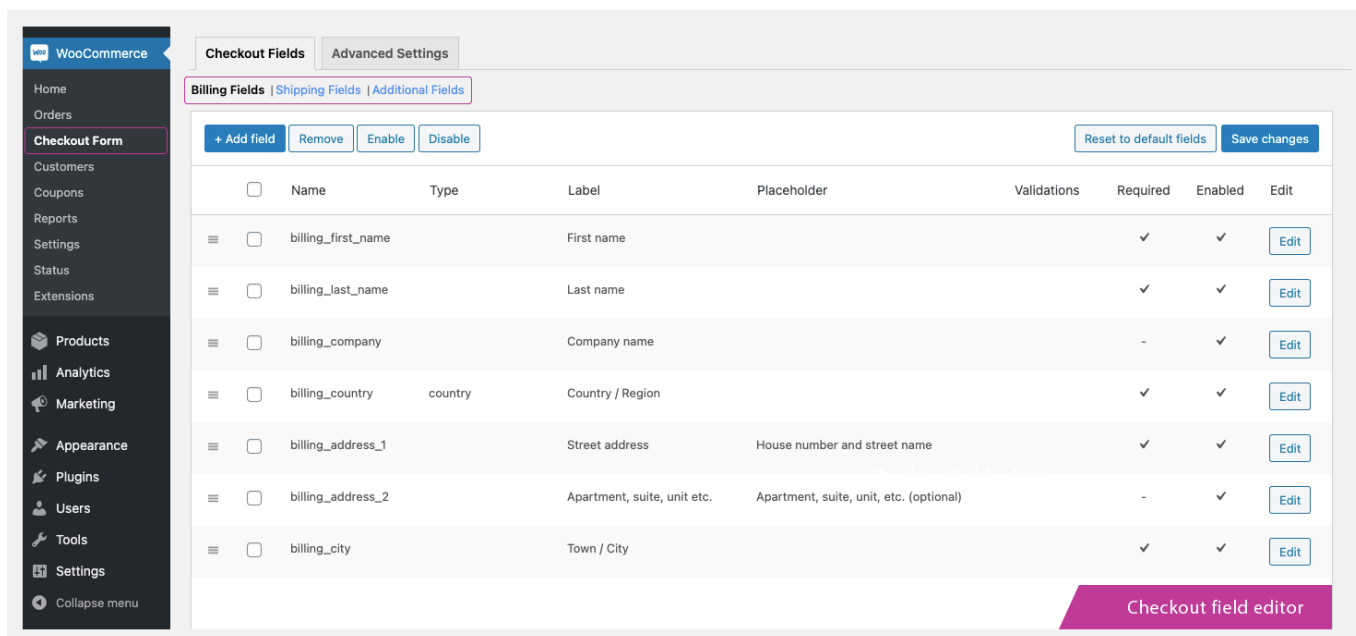 WooCommerce
Home
Orders
Checkout Form
Customers
Coupons
Reports
Settings
Status
Extensions
Products
Analytics
Marketing
Appearance
Plugins
Users
Tools
Settings
Collapse menu
Checkout Fields Advanced Settings
Billing Fields | Shipping Fields | Additional Fields
+ Add field Remove Enable Disable Reset to default fields Save changes
Name Type Label Placeholder Validations Required Enabled Edit
billing_first_name First name ✓ ✓ Edit
billing_last_name Last name ✓ ✓ Edit
billing_company Company name - ✓ Edit
billing_country country Country / Region ✓ ✓ Edit
billing_address_1 Street address House number and street name ✓ ✓ Edit
billing_address_2 Apartment, suite, unit etc. Apartment, suite, unit, etc. (optional) - ✓ Edit
billing_city Town / City ✓ ✓ Edit
Checkout field editor